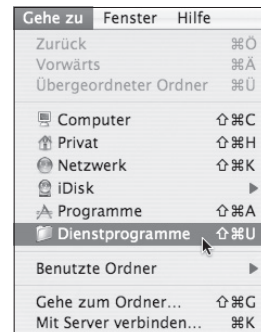 Gehe zu Fenster Hilfe
Zurück ⌘Ö
Vorwärts ⌘Ä
Übergeordneter Ordner ⌘Ü
Computer ⇧⌘C
Privat ⇧⌘H
Netzwerk ⇧⌘K
iDisk ▶
Programme ⇧⌘A
Dienstprogramme ⇧⌘U
Benutzte Ordner ▶
Gehe zum Ordner... ⇧⌘G
Mit Server verbinden... ⌘K